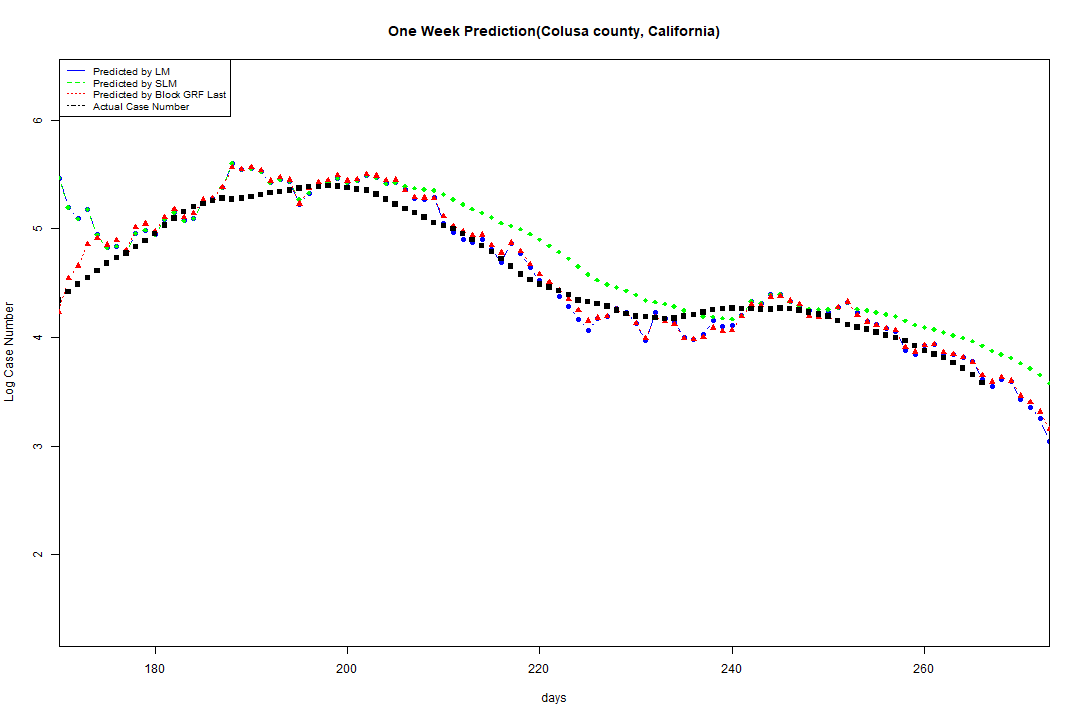 One Week Prediction(Colusa county, California)
Predicted by LM
Predicted by SLM
Predicted by Block GRF Last
Actual Case Number
6
5
4
3
2
Log Case Number
180 200 220 240 260
days